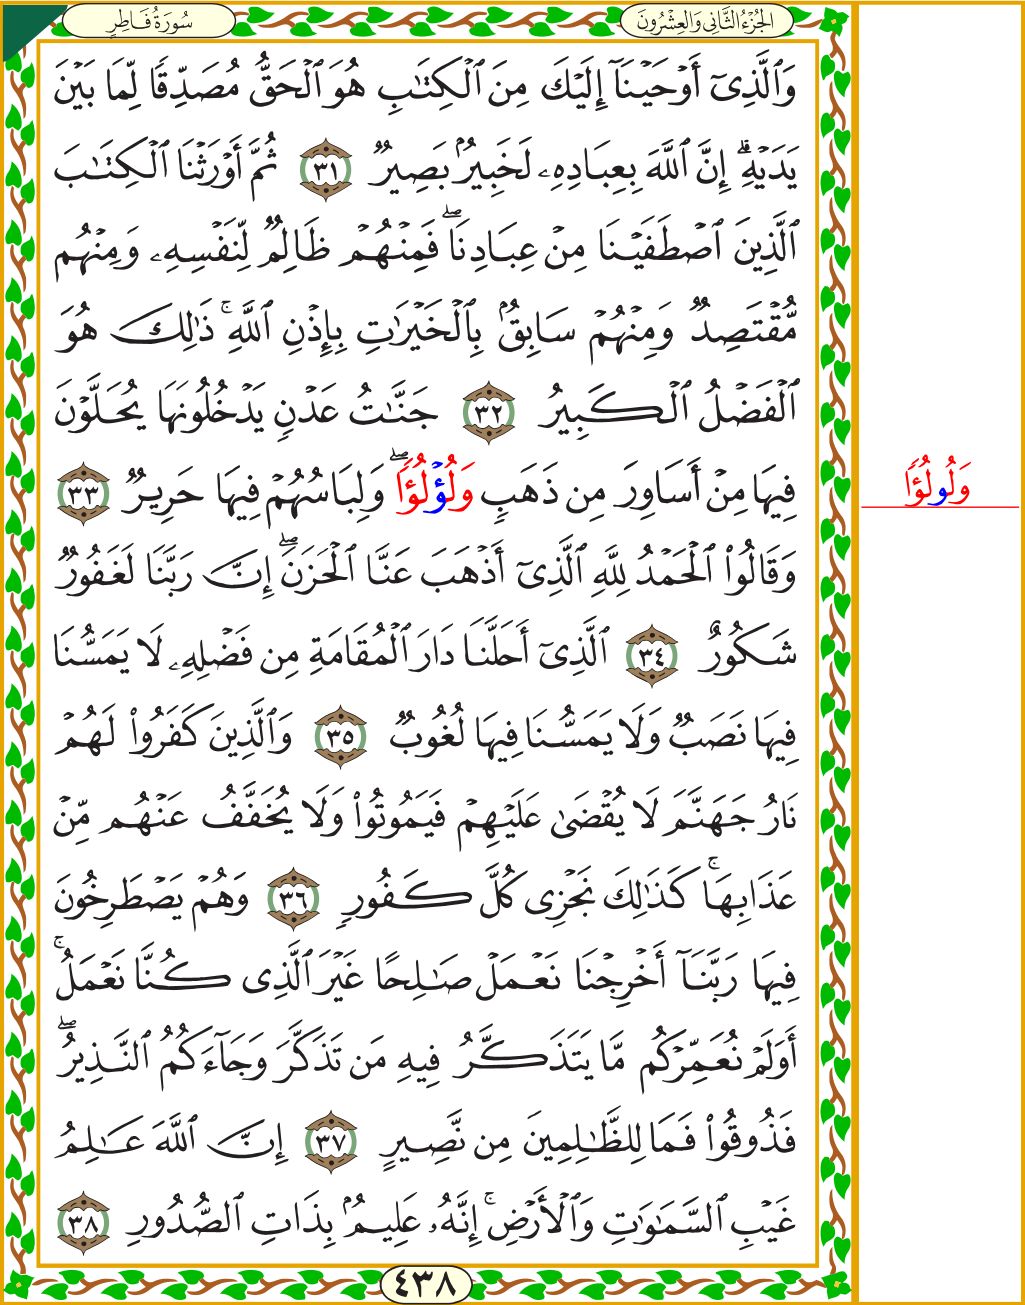 الجُزْءُ الثَّانِي وَالعِشْرُونَ
سُورَةُ فَاطِرٍ
وَٱلَّذِىٓ أَوْحَيْنَآ إِلَيْكَ مِنَ ٱلْكِتَـٰبِ هُوَ ٱلْحَقُّ مُصَدِّقًا لِّمَا بَيْنَ
يَدَيْهِ ۗ إِنَّ ٱللَّهَ بِعِبَادِهِۦ لَخَبِيرٌۢ بَصِيرٌ ٣١ ثُمَّ أَوْرَثْنَا ٱلْكِتَـٰبَ
ٱلَّذِينَ ٱصْطَفَيْنَا مِنْ عِبَادِنَا ۖ فَمِنْهُمْ ظَالِمٌ لِّنَفْسِهِۦ وَمِنْهُم
مُّقْتَصِدٌ وَمِنْهُمْ سَابِقٌۢ بِٱلْخَيْرَٰتِ بِإِذْنِ ٱللَّهِ ۚ ذَٰلِكَ هُوَ
ٱلْفَضْلُ ٱلْكَبِيرُ ٣٢ جَنَّـٰتُ عَدْنٍ يَدْخُلُونَهَا يُحَلَّوْنَ
فِيهَا مِنْ أَسَاوِرَ مِن ذَهَبٍ وَلُؤْلُؤًا ۖ وَلِبَاسُهُمْ فِيهَا حَرِيرٌ ٣٣
وَلُولُؤًا
وَقَالُوا۟ ٱلْحَمْدُ لِلَّهِ ٱلَّذِىٓ أَذْهَبَ عَنَّا ٱلْحَزَنَ ۖ إِنَّ رَبَّنَا لَغَفُورٌ
شَكُورٌ ٣٤ ٱلَّذِىٓ أَحَلَّنَا دَارَ ٱلْمُقَامَةِ مِن فَضْلِهِۦ لَا يَمَسُّنَا
فِيهَا نَصَبٌ وَلَا يَمَسُّنَا فِيهَا لُغُوبٌ ٣٥ وَٱلَّذِينَ كَفَرُوا۟ لَهُمْ
نَارُ جَهَنَّمَ لَا يُقْضَىٰ عَلَيْهِمْ فَيَمُوتُوا۟ وَلَا يُخَفَّفُ عَنْهُم مِّنْ
عَذَابِهَا ۚ كَذَٰلِكَ نَجْزِى كُلَّ كَفُورٍ ٣٦ وَهُمْ يَصْطَرِخُونَ
فِيهَا رَبَّنَآ أَخْرِجْنَا نَعْمَلْ صَـٰلِحًا غَيْرَ ٱلَّذِى كُنَّا نَعْمَلُ ۚ
أَوَلَمْ نُعَمِّرْكُم مَّا يَتَذَكَّرُ فِيهِ مَن تَذَكَّرَ وَجَآءَكُمُ ٱلنَّذِيرُ ۖ
فَذُوقُوا۟ فَمَا لِلظَّـٰلِمِينَ مِن نَّصِيرٍ ٣٧ إِنَّ ٱللَّهَ عَـٰلِمُ
غَيْبِ ٱلسَّمَـٰوَٰتِ وَٱلْأَرْضِ ۚ إِنَّهُۥ عَلِيمٌۢ بِذَاتِ ٱلصُّدُورِ ٣٨
٤٣٨